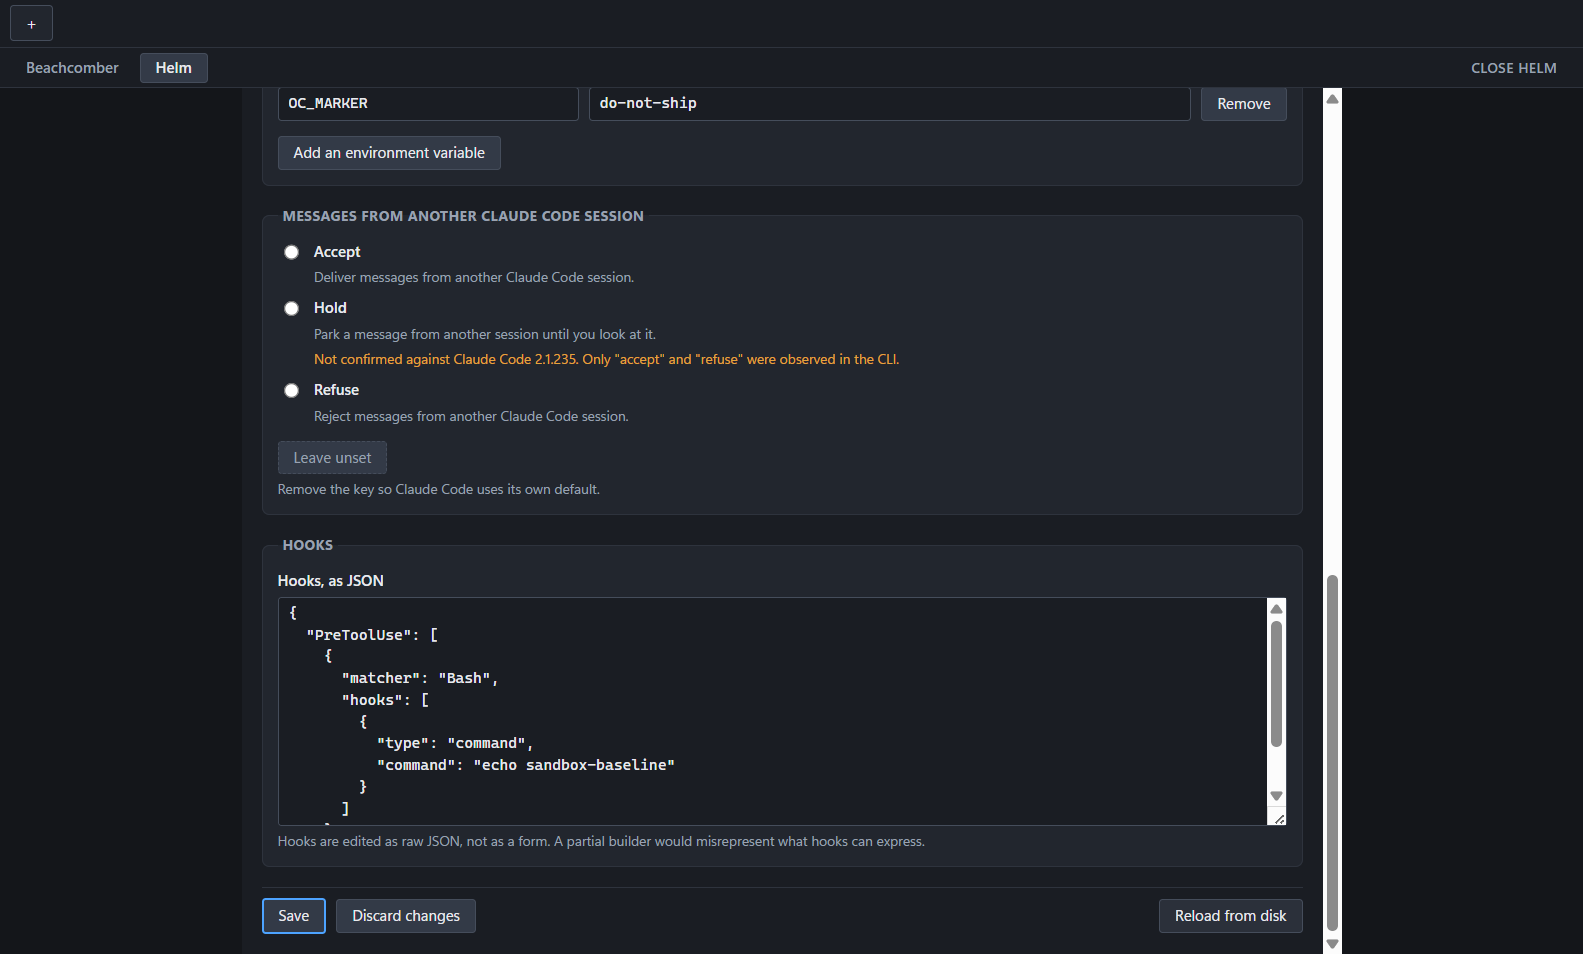 +
Beachcomber
Helm
CLOSE HELM
OC_MARKER
do-not-ship
Remove
Add an environment variable
MESSAGES FROM ANOTHER CLAUDE CODE SESSION
Accept
Deliver messages from another Claude Code session.
Hold
Park a message from another session until you look at it.
Not confirmed against Claude Code 2.1.235. Only "accept" and "refuse" were observed in the CLI.
Refuse
Reject messages from another Claude Code session.
Leave unset
Remove the key so Claude Code uses its own default.
HOOKS
Hooks, as JSON
{
  "PreToolUse": [
    {
      "matcher": "Bash",
      "hooks": [
        {
          "type": "command",
          "command": "echo sandbox-baseline"
        }
      ]
Hooks are edited as raw JSON, not as a form. A partial builder would misrepresent what hooks can express.
Save
Discard changes
Reload from disk